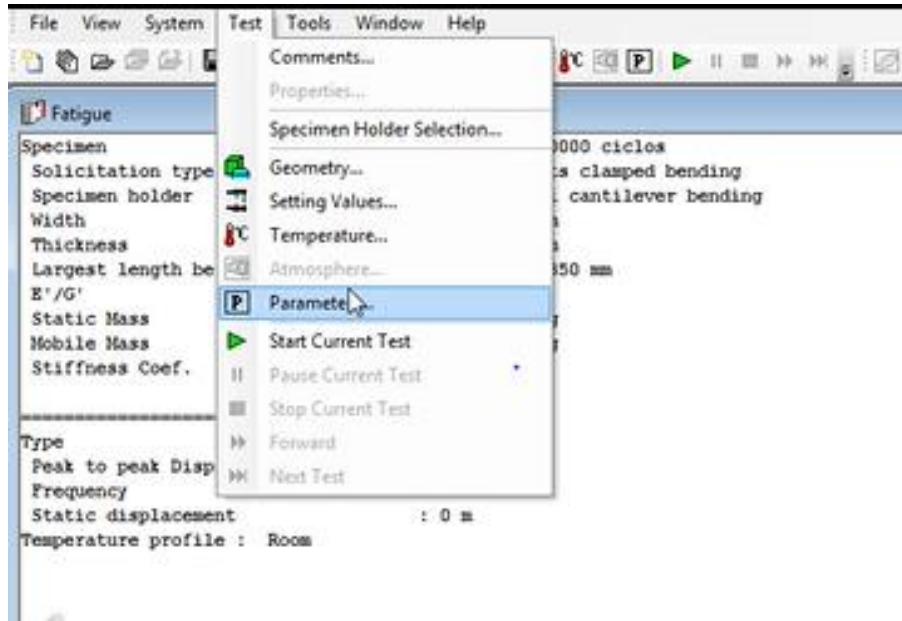 File View System Test Tools Window Help
Comments...
Properties...
Specimen Holder Selection...
Geometry...
Setting Values...
°C Temperature...
Atmosphere...
P Paramete
Start Current Test
Pause Current Test
Stop Current Test
Forward
Next Test
°C P
Fatigue
Specimen 0000 ciclos
Solicitation type ts clamped bending
Specimen holder cantilever bending
Width
Thickness
Largest length be 350 mm
E'/G'
Static Mass
Mobile Mass
Stiffness Coef.
Type
Peak to peak Disp
Frequency
Static displacement : 0 m
Temperature profile : Room